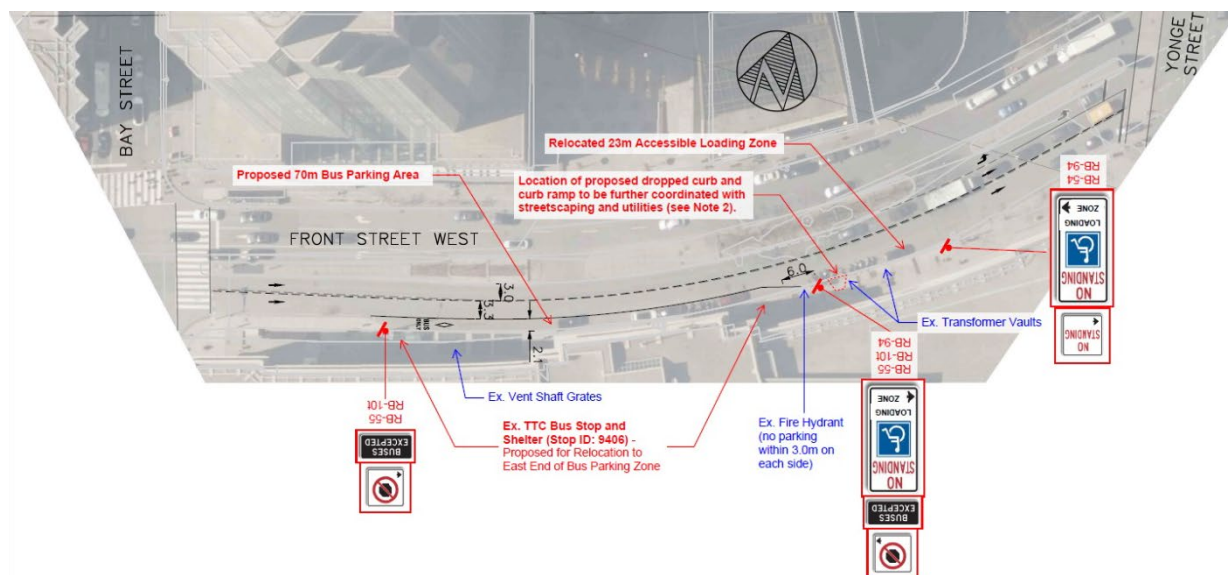 BAY STREET
YONGE
STREET
Relocated 23m Accessible Loading Zone
Proposed 70m Bus Parking Area
Location of proposed dropped curb and
curb ramp to be further coordinated with
streetscaping and utilities (see Note 2).
FRONT STREET WEST
RB-94
RB-54
6.0
3.0
3.3
BUS
ONLY
2.1
Ex. Transformer Vaults
Ex. Vent Shaft Grates
Ex. TTC Bus Stop and
Shelter (Stop ID: 9406) -
Proposed for Relocation to
East End of Bus Parking Zone
Ex. Fire Hydrant
(no parking
within 3.0m on
each side)
RB-94
RB-10t
RB-55
RB-10t
RB-55
NO
STANDING
LOADING
ZONE
NO
STANDING
NO
STANDING
LOADING
ZONE
BUSES
EXCEPTED
BUSES
EXCEPTED